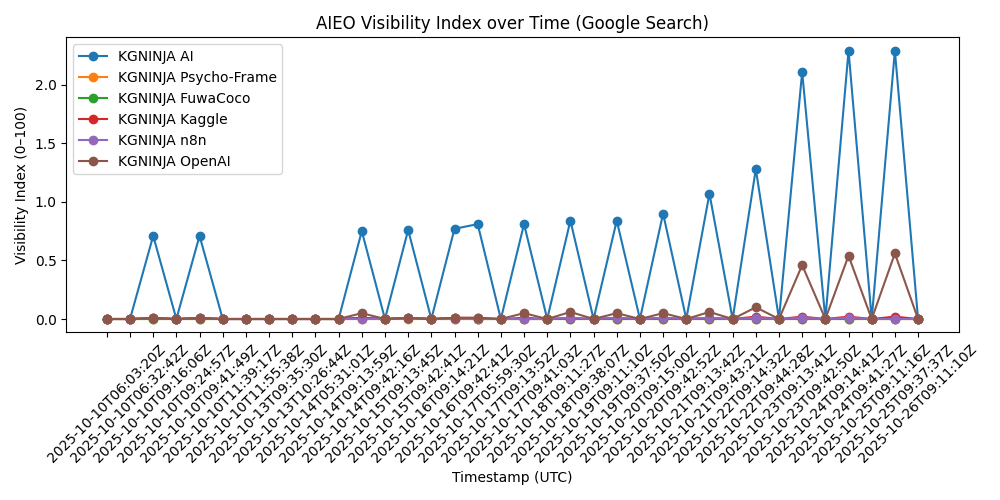 AIEO Visibility Index over Time (Google Search)
KGNINJA AI
KGNINJA Psycho-Frame
KGNINJA FuwaCoco
KGNINJA Kaggle
KGNINJA n8n
KGNINJA OpenAI
Visibility Index (0–100)
2.0
1.5
1.0
0.5
0.0
2025-10-10T06:03:20Z
2025-10-10T06:32:42Z
2025-10-10T09:16:06Z
2025-10-10T09:24:57Z
2025-10-10T09:41:49Z
2025-10-10T11:39:17Z
2025-10-10T11:55:38Z
2025-10-13T09:35:30Z
2025-10-13T10:26:44Z
2025-10-14T05:31:01Z
2025-10-14T09:13:59Z
2025-10-14T09:42:16Z
2025-10-15T09:13:45Z
2025-10-15T09:42:41Z
2025-10-16T09:14:21Z
2025-10-16T09:42:41Z
2025-10-17T05:59:30Z
2025-10-17T09:13:52Z
2025-10-17T09:41:03Z
2025-10-18T09:11:27Z
2025-10-18T09:38:07Z
2025-10-19T09:11:10Z
2025-10-19T09:37:50Z
2025-10-20T09:15:00Z
2025-10-20T09:42:52Z
2025-10-21T09:13:42Z
2025-10-21T09:43:21Z
2025-10-22T09:14:32Z
2025-10-22T09:44:28Z
2025-10-23T09:13:41Z
2025-10-23T09:42:50Z
2025-10-24T09:14:41Z
2025-10-24T09:41:27Z
2025-10-25T09:11:16Z
2025-10-25T09:37:37Z
2025-10-26T09:11:10Z
Timestamp (UTC)